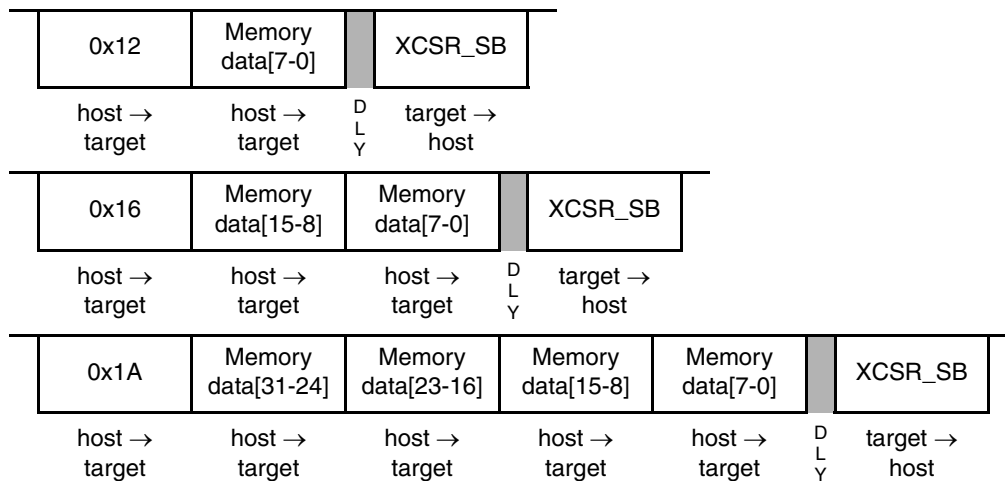 0x12 Memory data[7-0] XCSR_SB
host → target host → target D L Y target → host
0x16 Memory data[15-8] Memory data[7-0] XCSR_SB
host → target host → target host → target D L Y target → host
0x1A Memory data[31-24] Memory data[23-16] Memory data[15-8] Memory data[7-0] XCSR_SB
host → target host → target host → target host → target host → target D L Y target → host